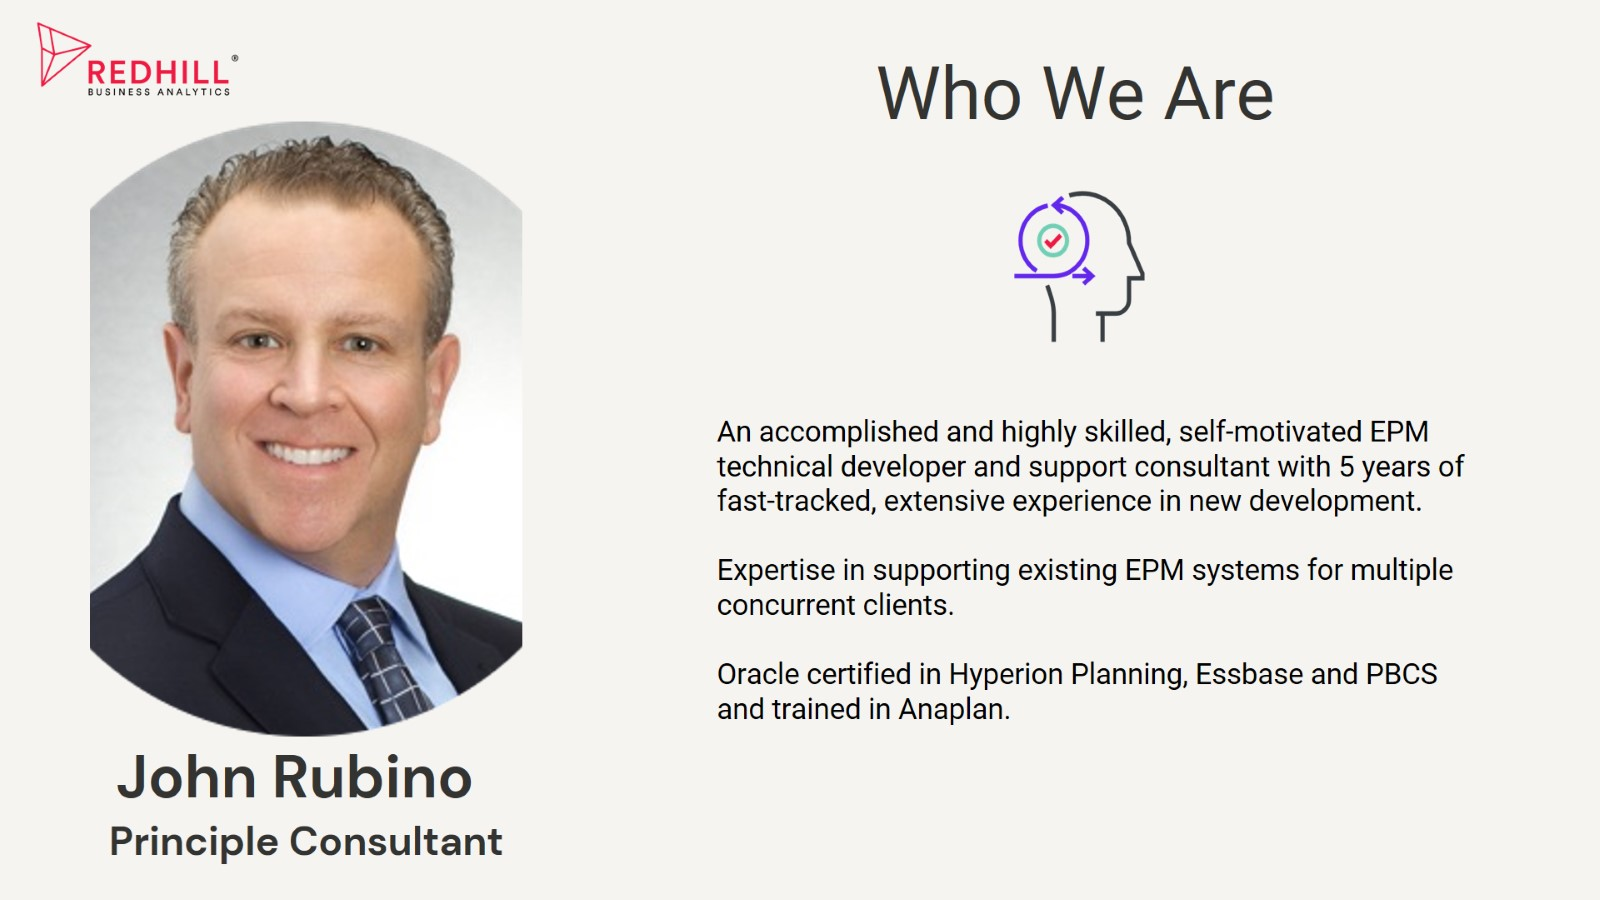 REDHILL®
BUSINESS ANALYTICS
Who We Are
An accomplished and highly skilled, self-motivated EPM
technical developer and support consultant with 5 years of
fast-tracked, extensive experience in new development.
Expertise in supporting existing EPM systems for multiple
concurrent clients.
Oracle certified in Hyperion Planning, Essbase and PBCS
and trained in Anaplan.
John Rubino
Principle Consultant